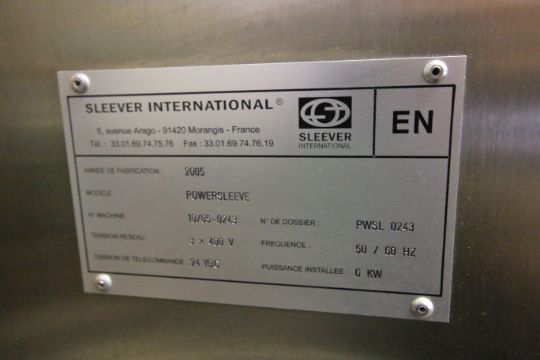 SLEEVER INTERNATIONAL®
5, avenue Arago - 91420 Morangis - France
Tél. : 33.01.69.74.75.76 Fax : 33.01.69.74.76.19
SLEEVER
INTERNATIONAL
EN
ANNEE DE FABRICATION : 2005
MODELE : POWERSLEEVE
N° MACHINE 10/05-0243 N° DE DOSSIER : PWSL 0243
TENSION RESEAU : 3 x 400 V FREQUENCE : 50 / 60 HZ
TENSION DE TELECOMMANDE : 24 VDC PUISSANCE INSTALLEE : 6 KW